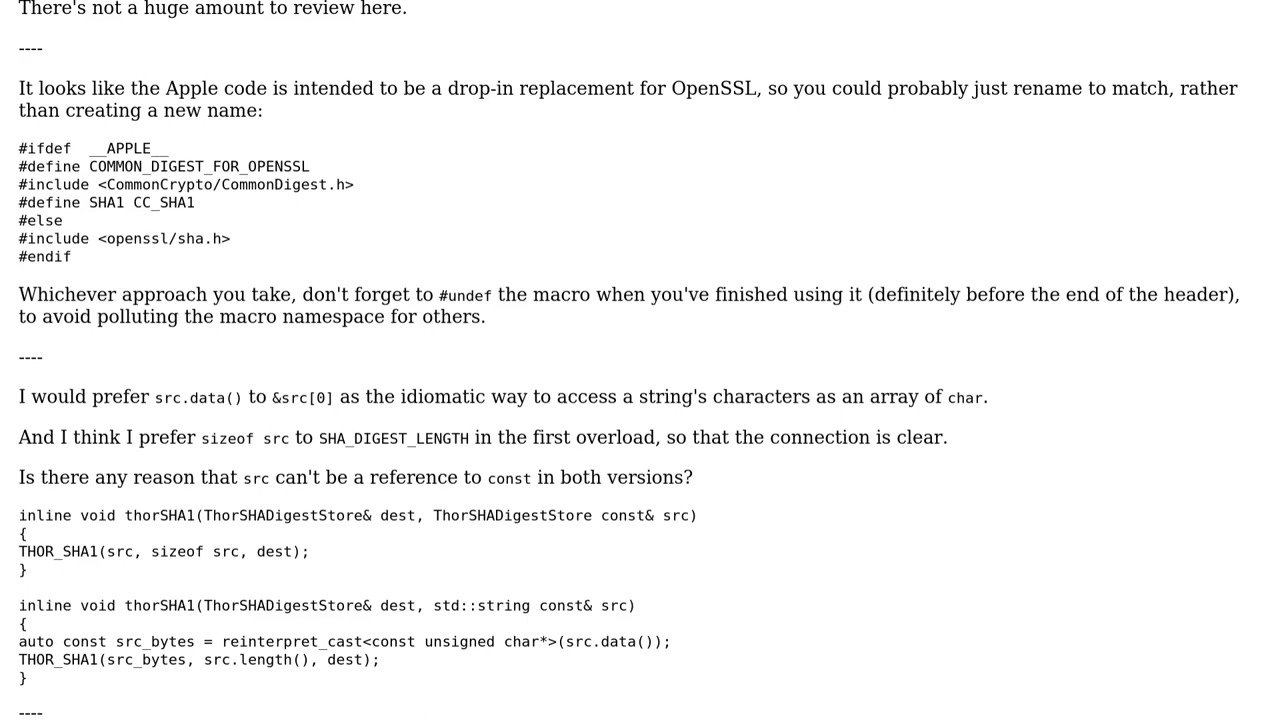 There's not a huge amount to review here.
----
It looks like the Apple code is intended to be a drop-in replacement for OpenSSL, so you could probably just rename to match, rather
than creating a new name:
#ifdef  __APPLE__
#define COMMON_DIGEST_FOR_OPENSSL
#include <CommonCrypto/CommonDigest.h>
#define SHA1 CC_SHA1
#else
#include <openssl/sha.h>
#endif
Whichever approach you take, don't forget to #undef the macro when you've finished using it (definitely before the end of the header),
to avoid polluting the macro namespace for others.
----
I would prefer src.data() to &src[0] as the idiomatic way to access a string's characters as an array of char.
And I think I prefer sizeof src to SHA_DIGEST_LENGTH in the first overload, so that the connection is clear.
Is there any reason that src can't be a reference to const in both versions?
inline void thorSHA1(ThorSHADigestStore& dest, ThorSHADigestStore const& src)
{
THOR_SHA1(src, sizeof src, dest);
}
inline void thorSHA1(ThorSHADigestStore& dest, std::string const& src)
{
auto const src_bytes = reinterpret_cast<const unsigned char*>(src.data());
THOR_SHA1(src_bytes, src.length(), dest);
}
----